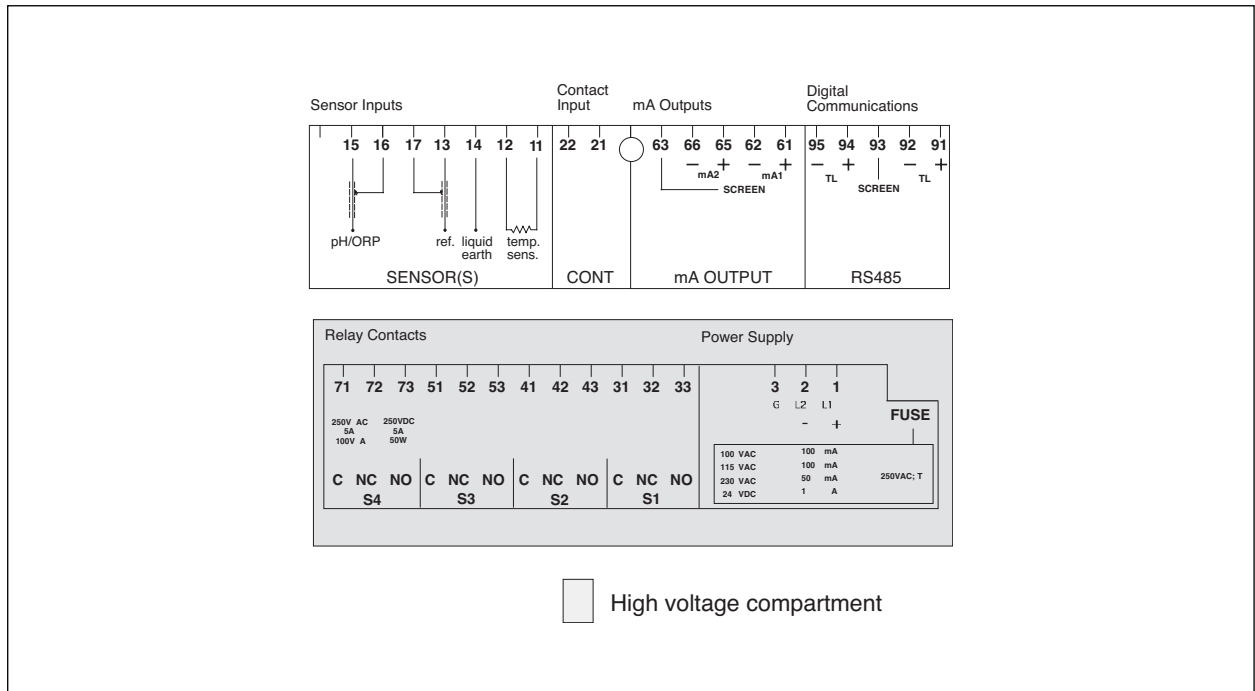 Sensor Inputs
Contact
Input
mA Outputs
Digital
Communications
15 16 17 13 14 12 11 22 21 63 66 65 62 61 95 94 93 92 91
− + − + − + − +
mA2 mA1 TL TL
SCREEN SCREEN
pH/ORP ref. liquid
earth temp.
sens.
SENSOR(S) CONT mA OUTPUT RS485
Relay Contacts Power Supply
71 72 73 51 52 53 41 42 43 31 32 33 3 2 1
G L2 L1
− +
FUSE
250V AC 250VDC
5A 5A
100V A 50W
100 VAC 100 mA
115 VAC 100 mA
230 VAC 50 mA
24 VDC 1 A
250VAC; T
C NC NO C NC NO C NC NO C NC NO
S4 S3 S2 S1
High voltage compartment